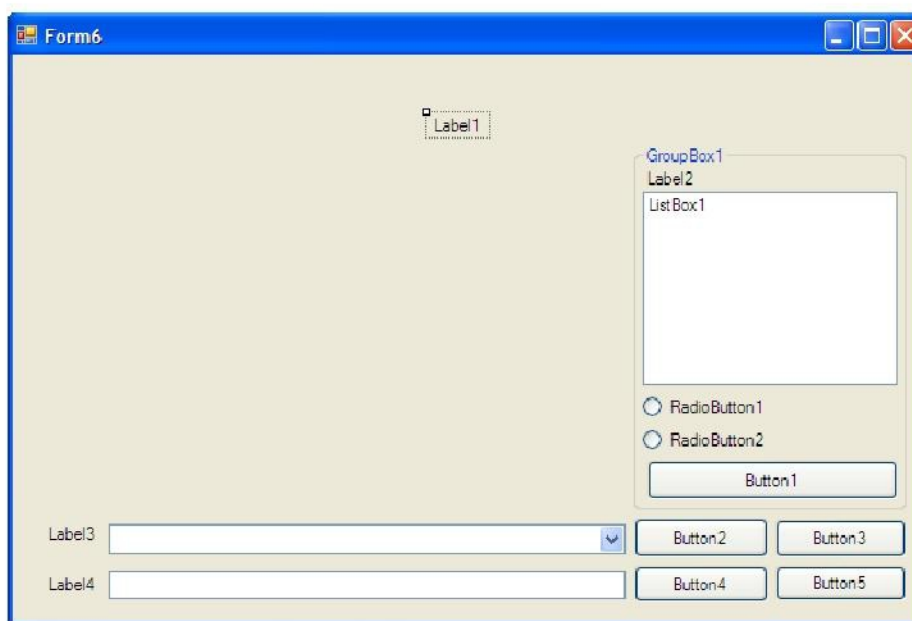 Form6
Label1
GroupBox1
Label2
ListBox1
RadioButton1
RadioButton2
Button1
Label3
Button2
Button3
Label4
Button4
Button5